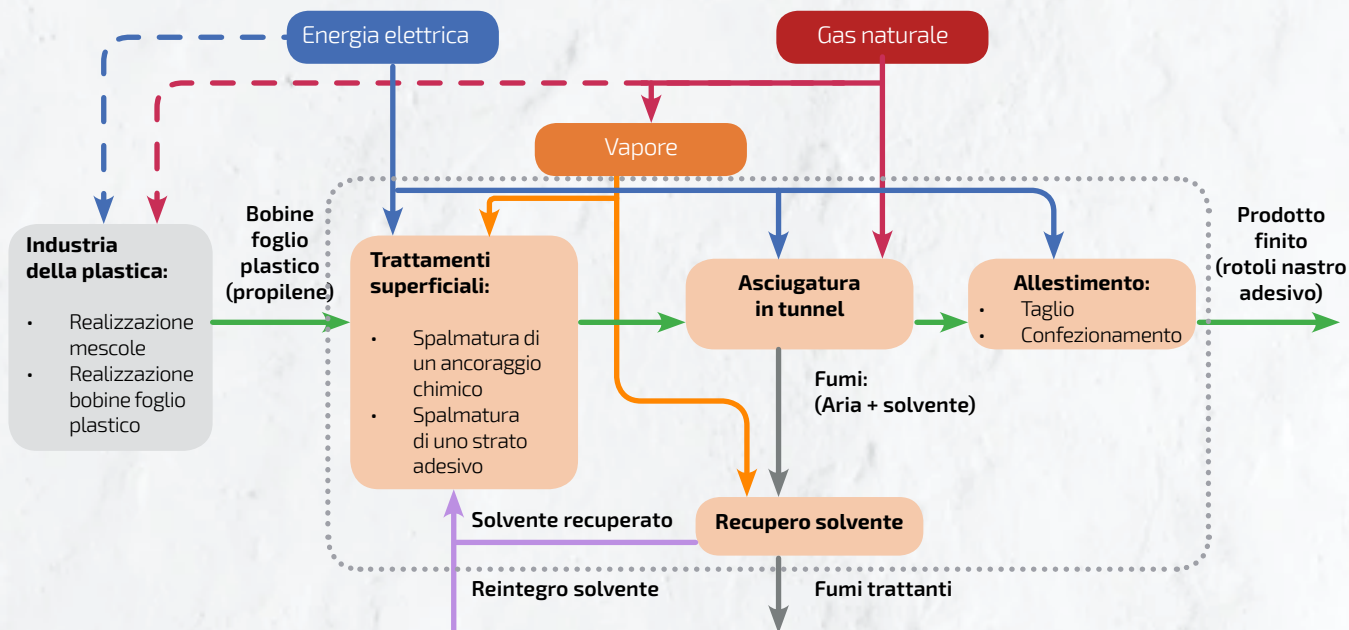 Energia elettrica
Gas naturale
Vapore
Industria
della plastica:
• Realizzazione
mescole
• Realizzazione
bobine foglio
plastico
Bobine
foglio
plastico
(propilene)
Trattamenti
superficiali:
• Spalmatura di
un ancoraggio
chimico
• Spalmatura
di uno strato
adesivo
Asciugatura
in tunnel
Allestimento:
• Taglio
• Confezionamento
Prodotto
finito
(rotoli nastro
adesivo)
Fumi:
(Aria + solvente)
Solvente recuperato
Recupero solvente
Reintegro solvente
Fumi trattanti